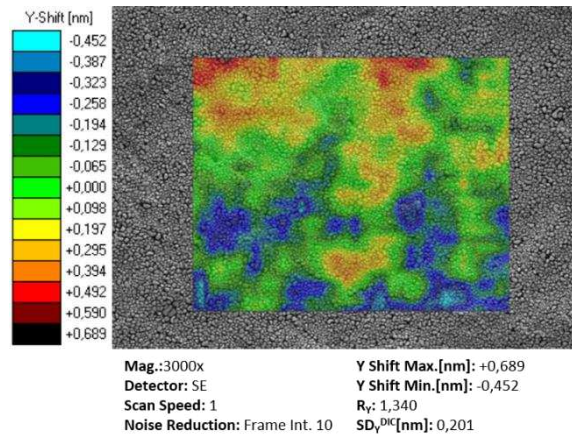 Y-Shift [nm]
-0,452
-0,387
-0,323
-0,258
-0,194
-0,129
-0,065
+0,000
+0,098
+0,197
+0,295
+0,394
+0,492
+0,590
+0,689
Mag.:3000x
Detector: SE
Scan Speed: 1
Noise Reduction: Frame Int. 10
Y Shift Max.[nm]: +0,689
Y Shift Min.[nm]: -0,452
RY: 1,340
SDYDIC[nm]: 0,201